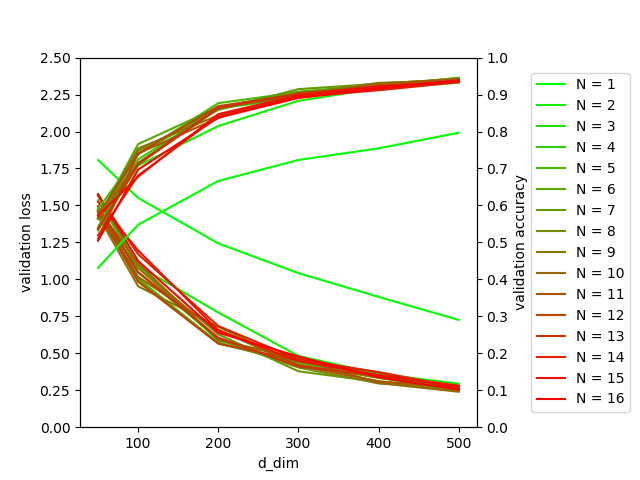 2.50
2.25
2.00
1.75
1.50
1.25
1.00
0.75
0.50
0.25
0.00
validation loss
100
200
300
400
500
d_dim
1.0
0.9
0.8
0.7
0.6
0.5
0.4
0.3
0.2
0.1
0.0
validation accuracy
N = 1
N = 2
N = 3
N = 4
N = 5
N = 6
N = 7
N = 8
N = 9
N = 10
N = 11
N = 12
N = 13
N = 14
N = 15
N = 16